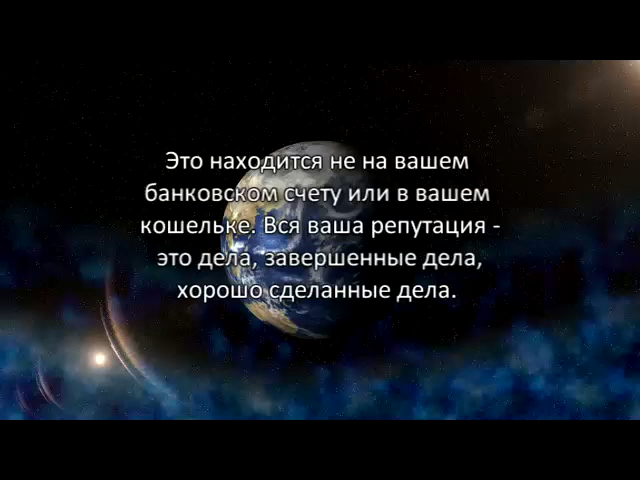 Это находится не на вашем
банковском счету или в вашем
кошельке. Вся ваша репутация -
это дела, завершенные дела,
хорошо сделанные дела.